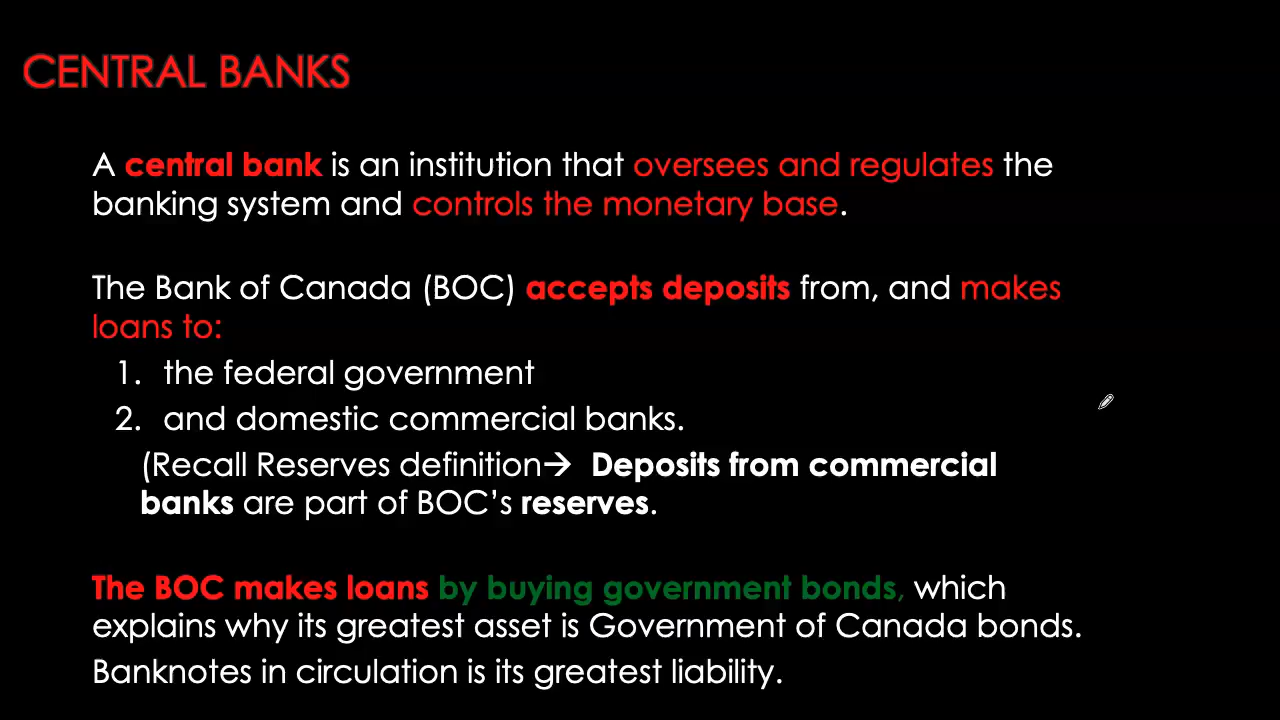 CENTRAL BANKS
A central bank is an institution that oversees and regulates the
banking system and controls the monetary base.
The Bank of Canada (BOC) accepts deposits from, and makes
loans to:
1. the federal government
2. and domestic commercial banks.
(Recall Reserves definition→ Deposits from commercial
banks are part of BOC’s reserves.
The BOC makes loans by buying government bonds, which
explains why its greatest asset is Government of Canada bonds.
Banknotes in circulation is its greatest liability.